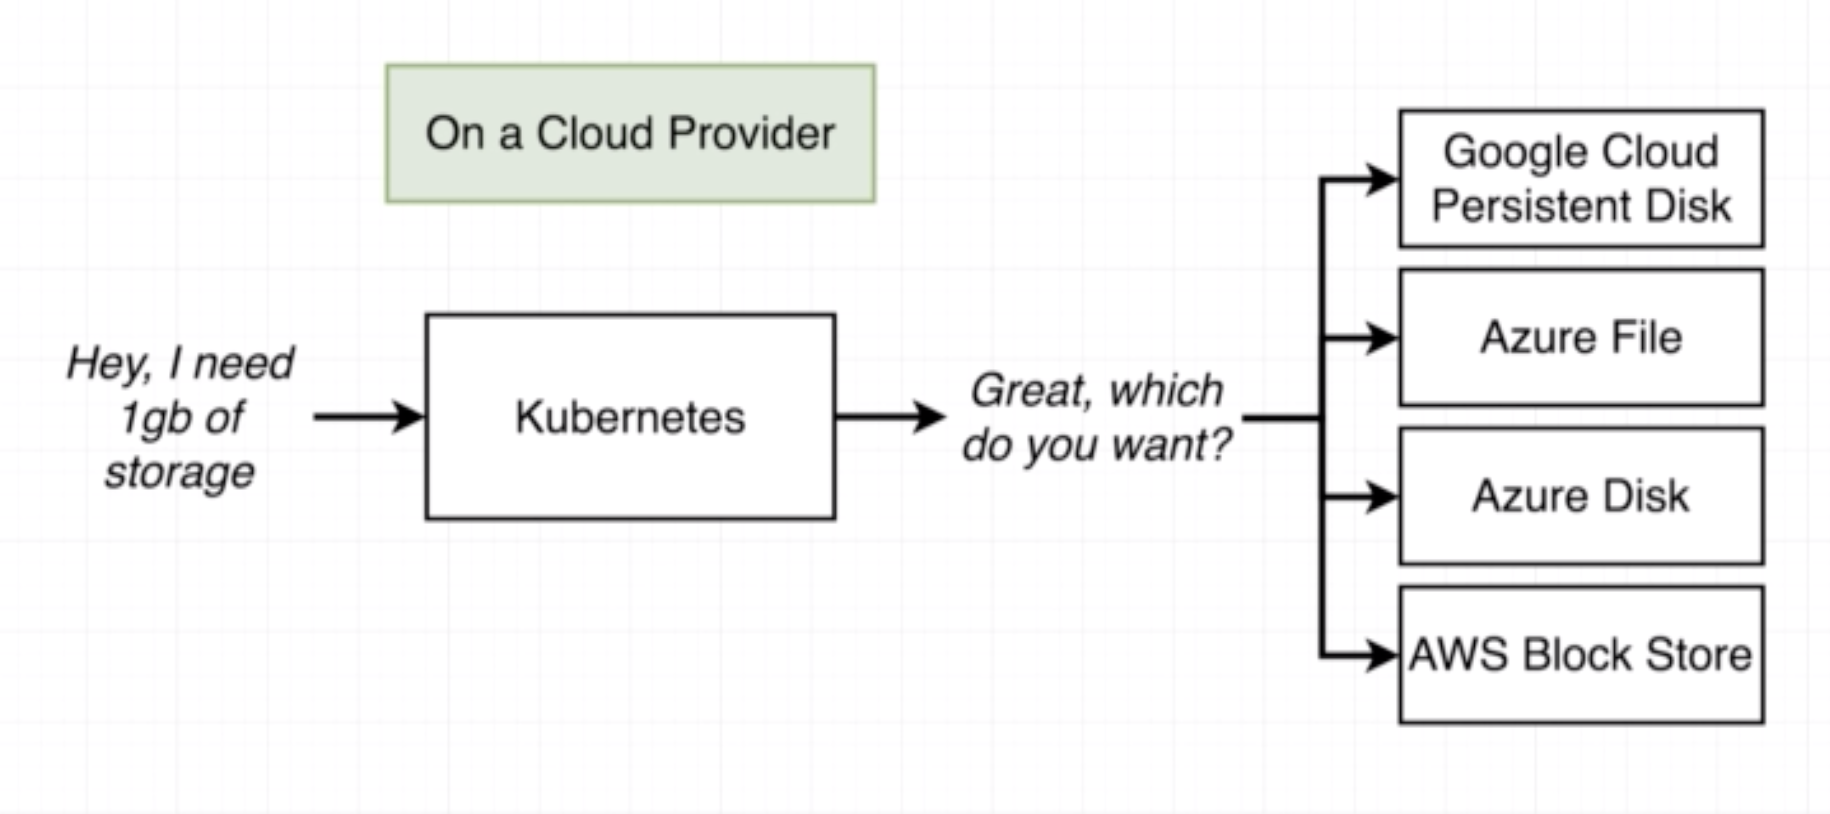 On a Cloud Provider
Hey, I need
1gb of
storage
Kubernetes
Great, which
do you want?
Google Cloud
Persistent Disk
Azure File
Azure Disk
AWS Block Store